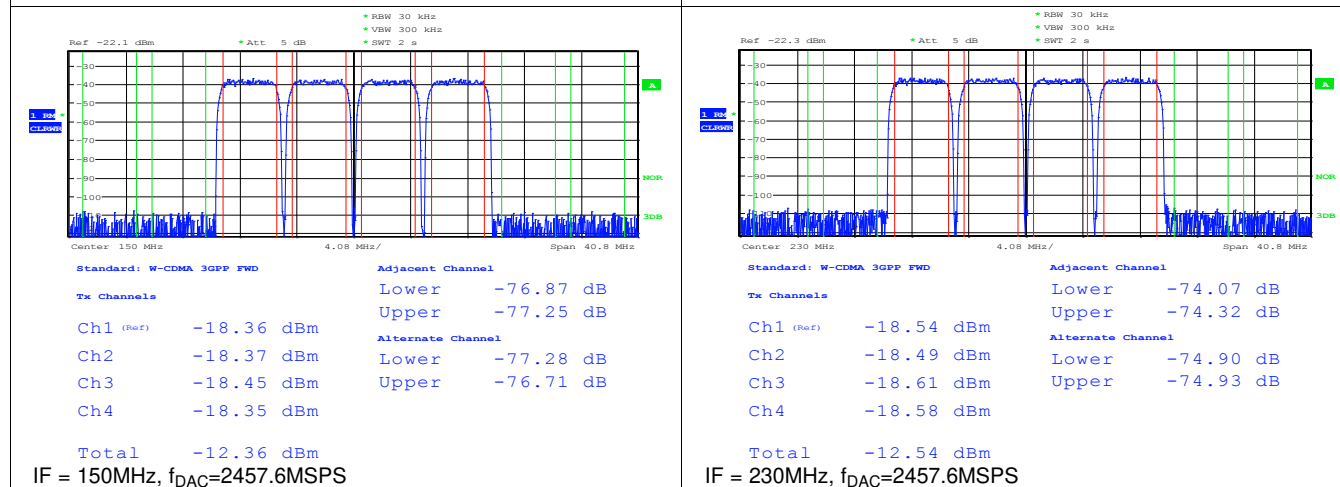 * RBW 30 kHz
* VBW 300 kHz
Ref -22.1 dBm * Att 5 dB * SWT 2 s
-30
-40
-50
-60
-70
-80
-90
-100
A
1 RM *
CLRWR
NOR
3DB
Center 150 MHz 4.08 MHz/ Span 40.8 MHz
Standard: W-CDMA 3GPP FWD Adjacent Channel
Lower -76.87 dB
Tx Channels
Upper -77.25 dB
Ch1 (Ref) -18.36 dBm
Alternate Channel
Ch2 -18.37 dBm
Lower -77.28 dB
Ch3 -18.45 dBm
Upper -76.71 dB
Ch4 -18.35 dBm
Total -12.36 dBm
IF = 150MHz, fDAC=2457.6MSPS
* RBW 30 kHz
* VBW 300 kHz
Ref -22.3 dBm * Att 5 dB * SWT 2 s
-30
-40
-50
-60
-70
-80
-90
-100
A
1 RM *
CLRWR
NOR
3DB
Center 230 MHz 4.08 MHz/ Span 40.8 MHz
Standard: W-CDMA 3GPP FWD Adjacent Channel
Lower -74.07 dB
Tx Channels
Upper -74.32 dB
Ch1 (Ref) -18.54 dBm
Alternate Channel
Ch2 -18.49 dBm
Lower -74.90 dB
Ch3 -18.61 dBm
Upper -74.93 dB
Ch4 -18.58 dBm
Total -12.54 dBm
IF = 230MHz, fDAC=2457.6MSPS